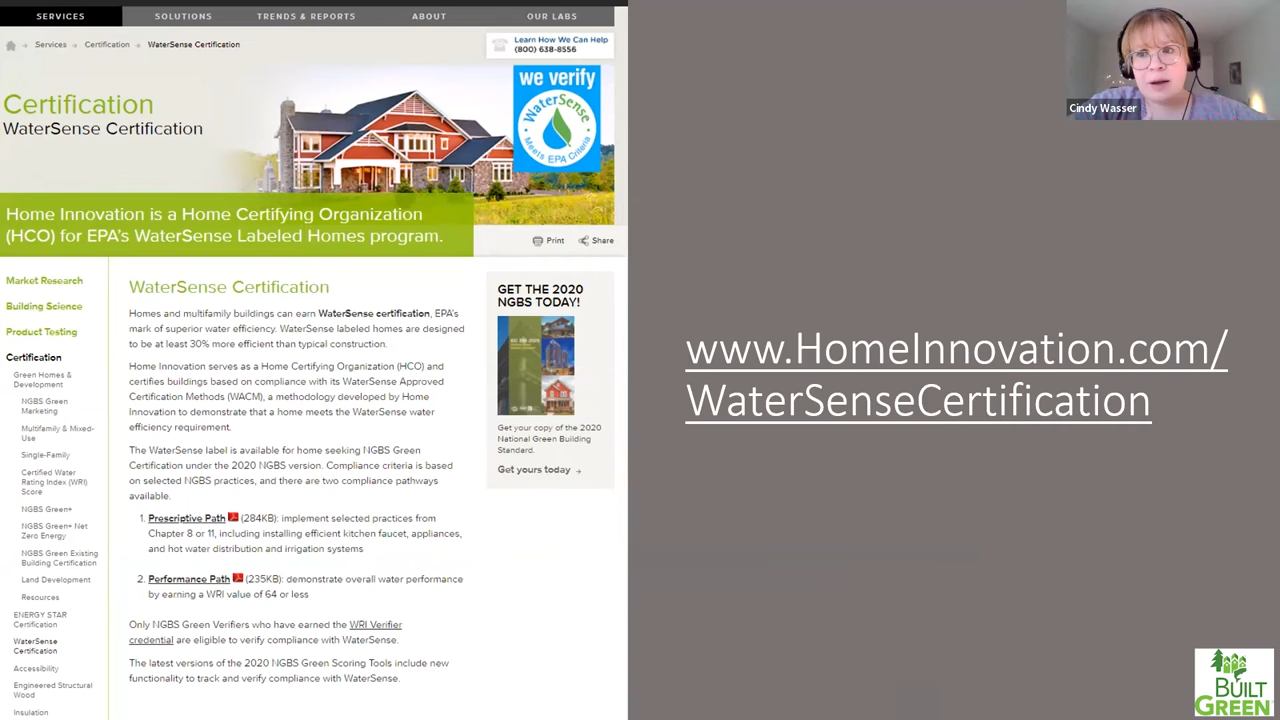 SERVICES
SOLUTIONS
TRENDS & REPORTS
ABOUT
OUR LABS
Services → Certification → WaterSense Certification
Learn How We Can Help
(800) 638-8556
Certification
WaterSense Certification
we verify
WaterSense
Meets EPA Criteria
Home Innovation is a Home Certifying Organization
(HCO) for EPA's WaterSense Labeled Homes program.
Print
Share
Market Research
Building Science
Product Testing
Certification
Green Homes &
Development
NGBS Green
Marketing
Multifamily & Mixed-
Use
Single-Family
Certified Water
Rating Index (WRI)
Score
NGBS Green+
NGBS Green+ Net
Zero Energy
NGBS Green Existing
Building Certification
Land Development
Resources
ENERGY STAR
Certification
WaterSense
Certification
Accessibility
Engineered Structural
Wood
Insulation
WaterSense Certification
Homes and multifamily buildings can earn WaterSense certification, EPA's
mark of superior water efficiency. WaterSense labeled homes are designed
to be at least 30% more efficient than typical construction.
Home Innovation serves as a Home Certifying Organization (HCO) and
certifies buildings based on compliance with its WaterSense Approved
Certification Methods (WACM), a methodology developed by Home
Innovation to demonstrate that a home meets the WaterSense water
efficiency requirement.
The WaterSense label is available for home seeking NGBS Green
Certification under the 2020 NGBS version. Compliance criteria is based
on selected NGBS practices, and there are two compliance pathways
available.
1. Prescriptive Path (284KB): implement selected practices from
Chapter 8 or 11, including installing efficient kitchen faucet, appliances,
and hot water distribution and irrigation systems
2. Performance Path (235KB): demonstrate overall water performance
by earning a WRI value of 64 or less
Only NGBS Green Verifiers who have earned the WRI Verifier
credential are eligible to verify compliance with WaterSense.
The latest versions of the 2020 NGBS Green Scoring Tools include new
functionality to track and verify compliance with WaterSense.
GET THE 2020
NGBS TODAY!
Get your copy of the 2020
National Green Building
Standard.
Get yours today →
www.HomeInnovation.com/
WaterSenseCertification
Cindy Wasser
BUILT
GREEN